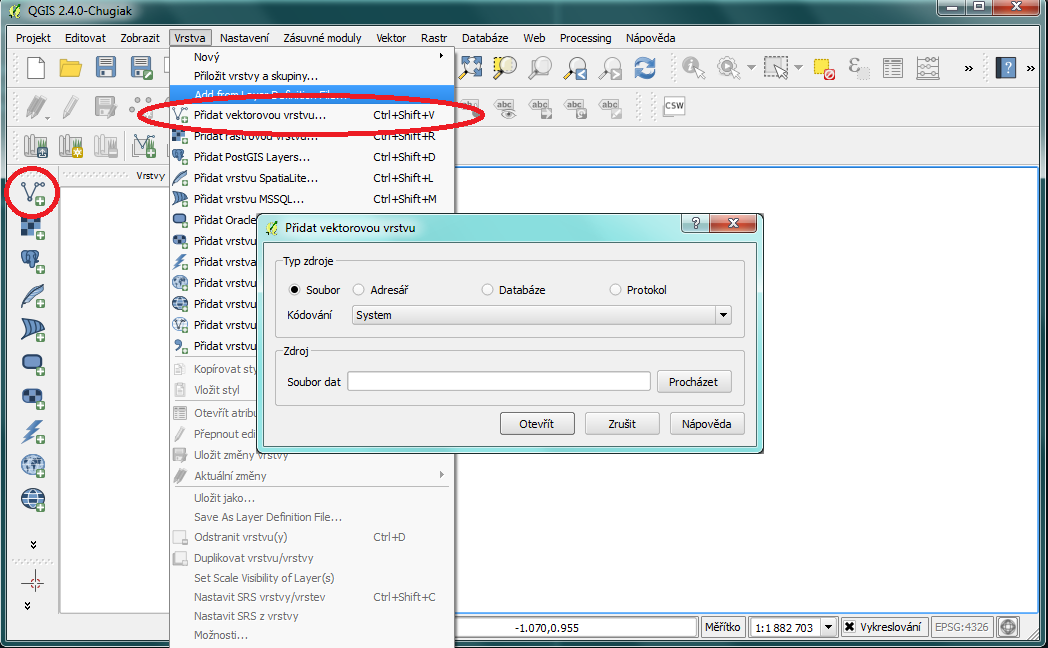 QGIS 2.4.0-Chugiak
Projekt Editovat Zobrazit Vrstva Nastavení Zásuvné moduly Vektor Rastr Databáze Web Processing Nápověda
Nový
Přiložit vrstvy a skupiny...
Add from Layer Definition File...
Přidat vektorovou vrstvu... Ctrl+Shift+V
Přidat rastrovou vrstvu... Ctrl+Shift+R
Přidat PostGIS Layers... Ctrl+Shift+D
Přidat vrstvu SpatiaLite... Ctrl+Shift+L
Přidat vrstvu MSSQL... Ctrl+Shift+M
Přidat Oracle
Přidat vrstvu
Přidat vrstva
Přidat vrstvu
Přidat vrstvu
Přidat vrstvu
Přidat vrstvu
Kopírovat sty
Vložit styl
Otevřít atribu
Přepnout edi
Uložit změny vrstvy
Aktuální změny
Uložit jako...
Save As Layer Definition File...
Odstranit vrstvu(y) Ctrl+D
Duplikovat vrstvu/vrstvy
Set Scale Visibility of Layer(s)
Nastavit SRS vrstvy/vrstev Ctrl+Shift+C
Nastavit SRS z vrstvy
Možnosti...
abc
abc
abc
abc
CSW
Vrstvy
Přidat vektorovou vrstvu
Typ zdroje
Soubor Adresář Databáze Protokol
Kódování System
Zdroj
Soubor dat Procházet
Otevřít Zrušit Nápověda
-1.070,0.955 Měřítko 1:1 882 703 Vykreslování EPSG:4326